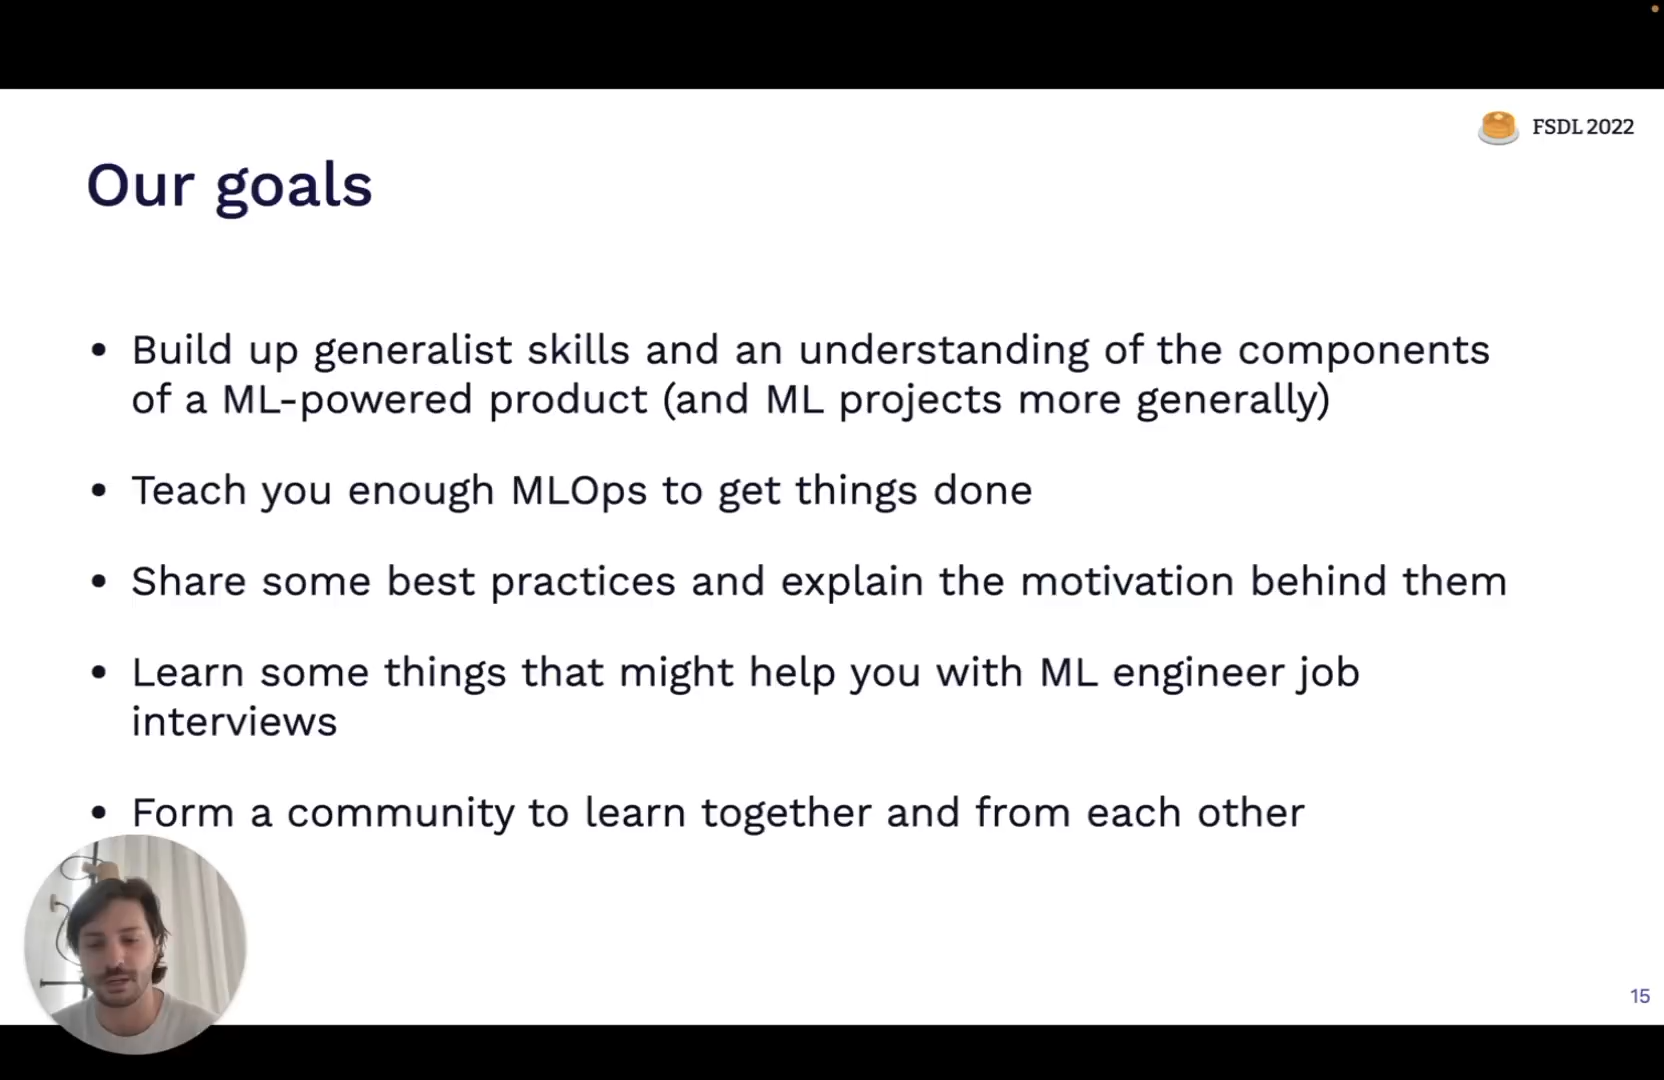 FSDL 2022
Our goals
• Build up generalist skills and an understanding of the components
of a ML-powered product (and ML projects more generally)
• Teach you enough MLOps to get things done
• Share some best practices and explain the motivation behind them
• Learn some things that might help you with ML engineer job
interviews
• Form a community to learn together and from each other
15